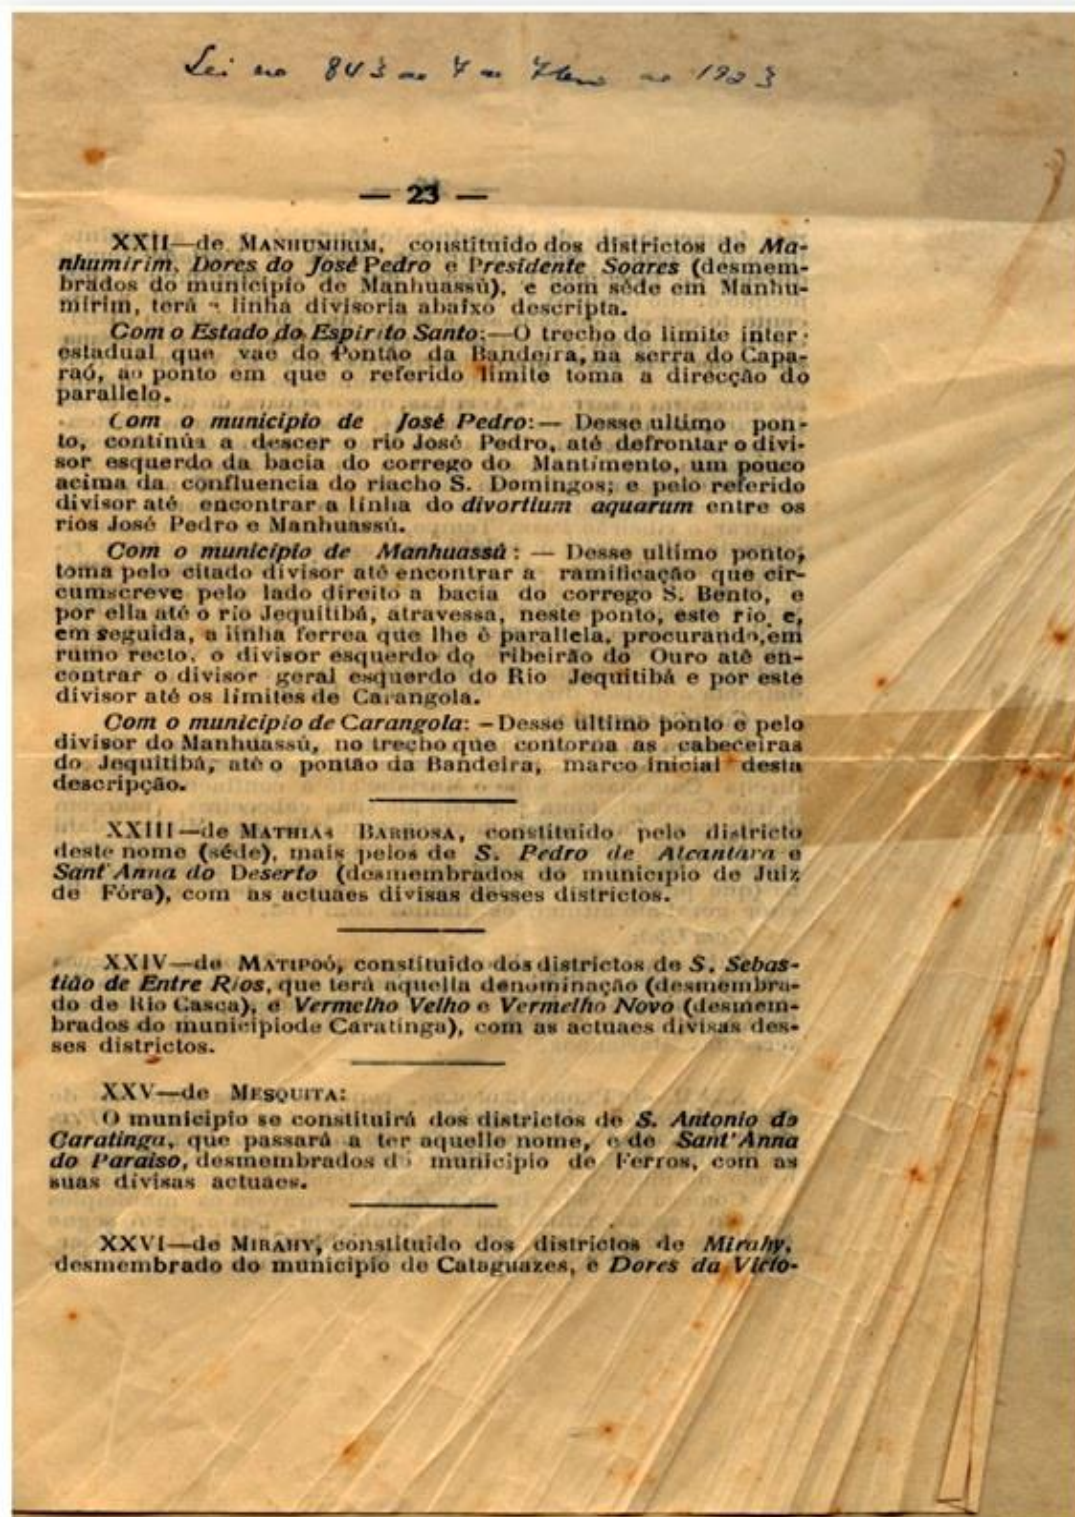 Lei no 843 de 7 de 1923
— 23 —
XXII—de MANHUMIRIM, constituido dos districtos de Ma-
nhumirim, Dores do José Pedro e Presidente Soares (desmem-
brados do municipio de Manhuassú), e com séde em Manhu-
mirim, terá a linha divisoria abaixo descripta.
Com o Estado do Espirito Santo:—O trecho do limite inter-
estadual que vae do Pontão da Bandeira, na serra do Capa-
raó, ao ponto em que o referido limite toma a direcção do
parallelo.
Com o municipio de José Pedro:— Desse ultimo pon-
to, continúa a descer o rio José Pedro, até defrontar o divi-
sor esquerdo da bacia do corrego do Mantimento, um pouco
acima da confluencia do riacho S. Domingos; e pelo referido
divisor até encontrar a linha do divortium aquarum entre os
rios José Pedro e Manhuassú.
Com o municipio de Manhuassú: — Desse ultimo ponto,
toma pelo citado divisor até encontrar a ramificação que cir-
cumscreve pelo lado direito a bacia do corrego S. Bento, e
por ella até o rio Jequitibá, atravessa, neste ponto, este rio e,
em seguida, a linha ferrea que lhe é parallela, procurando, em
rumo recto, o divisor esquerdo do ribeirão do Ouro até en-
contrar o divisor geral esquerdo do Rio Jequitibá e por este
divisor até os limites de Carangola.
Com o municipio de Carangola: —Desse ultimo ponto e pelo
divisor do Manhuassú, no trecho que contorna as cabeceiras
do Jequitibá, até o pontão da Bandeira, marco inicial desta
descripção.
XXIII—de MATHIAS BARBOSA, constituido pelo districto
deste nome (séde), mais pelos de S. Pedro de Alcantara e
Sant'Anna do Deserto (desmembrados do municipio de Juiz
de Fóra), com as actuaes divisas desses districtos.
XXIV—de MATIPOÓ, constituido dos districtos de S. Sebas-
tião de Entre Rios, que terá aquella denominação (desmembra-
do de Rio Casca), e Vermelho Velho e Vermelho Novo (desmem-
brados do municipiode Caratinga), com as actuaes divisas des-
ses districtos.
XXV—de MESQUITA:
O municipio se constituirá dos districtos de S. Antonio do
Caratinga, que passará a ter aquelle nome, e de Sant'Anna
do Paraiso, desmembrados do municipio de Ferros, com as
suas divisas actuaes.
XXVI—de MIRAHY, constituido dos districtos de Mirahy,
desmembrado do municipio de Cataguazes, e Dores da Victo-